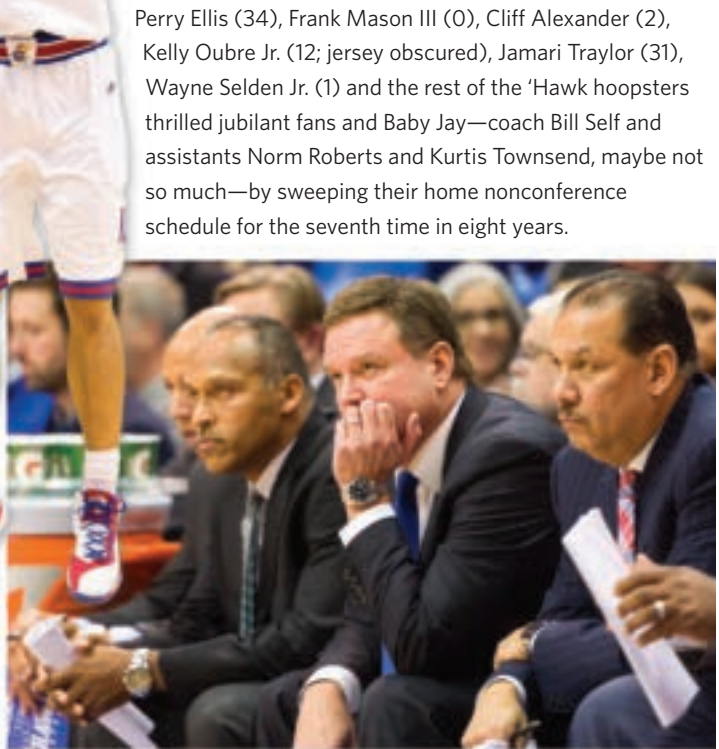 Perry Ellis (34), Frank Mason III (0), Cliff Alexander (2),
Kelly Oubre Jr. (12; jersey obscured), Jamari Traylor (31),
Wayne Selden Jr. (1) and the rest of the ‘Hawk hoopsters
thrilled jubilant fans and Baby Jay—coach Bill Self and
assistants Norm Roberts and Kurtis Townsend, maybe not
so much—by sweeping their home nonconference
schedule for the seventh time in eight years.